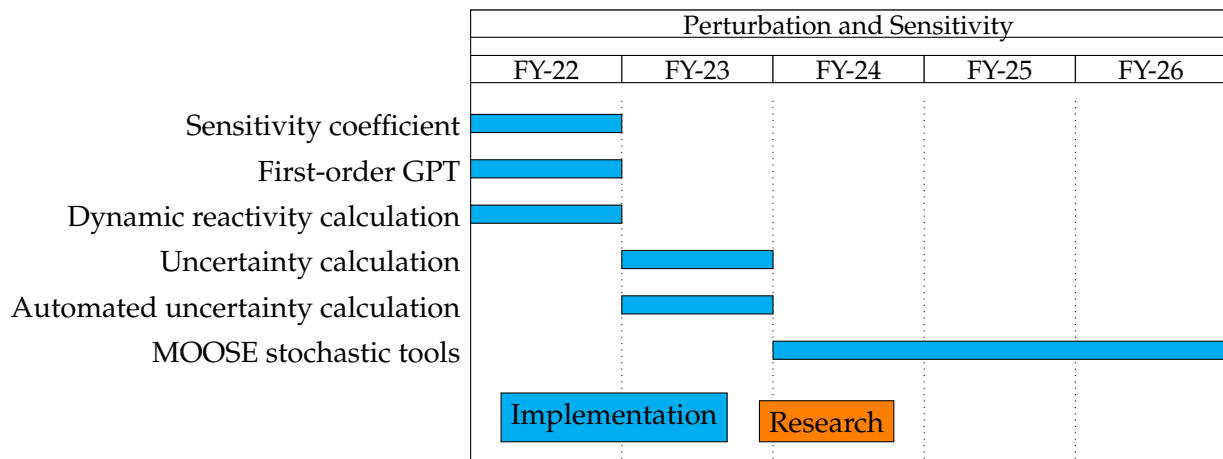 Perturbation and Sensitivity
FY-22 FY-23 FY-24 FY-25 FY-26
Sensitivity coefficient
First-order GPT
Dynamic reactivity calculation
Uncertainty calculation
Automated uncertainty calculation
MOOSE stochastic tools
Implementation Research